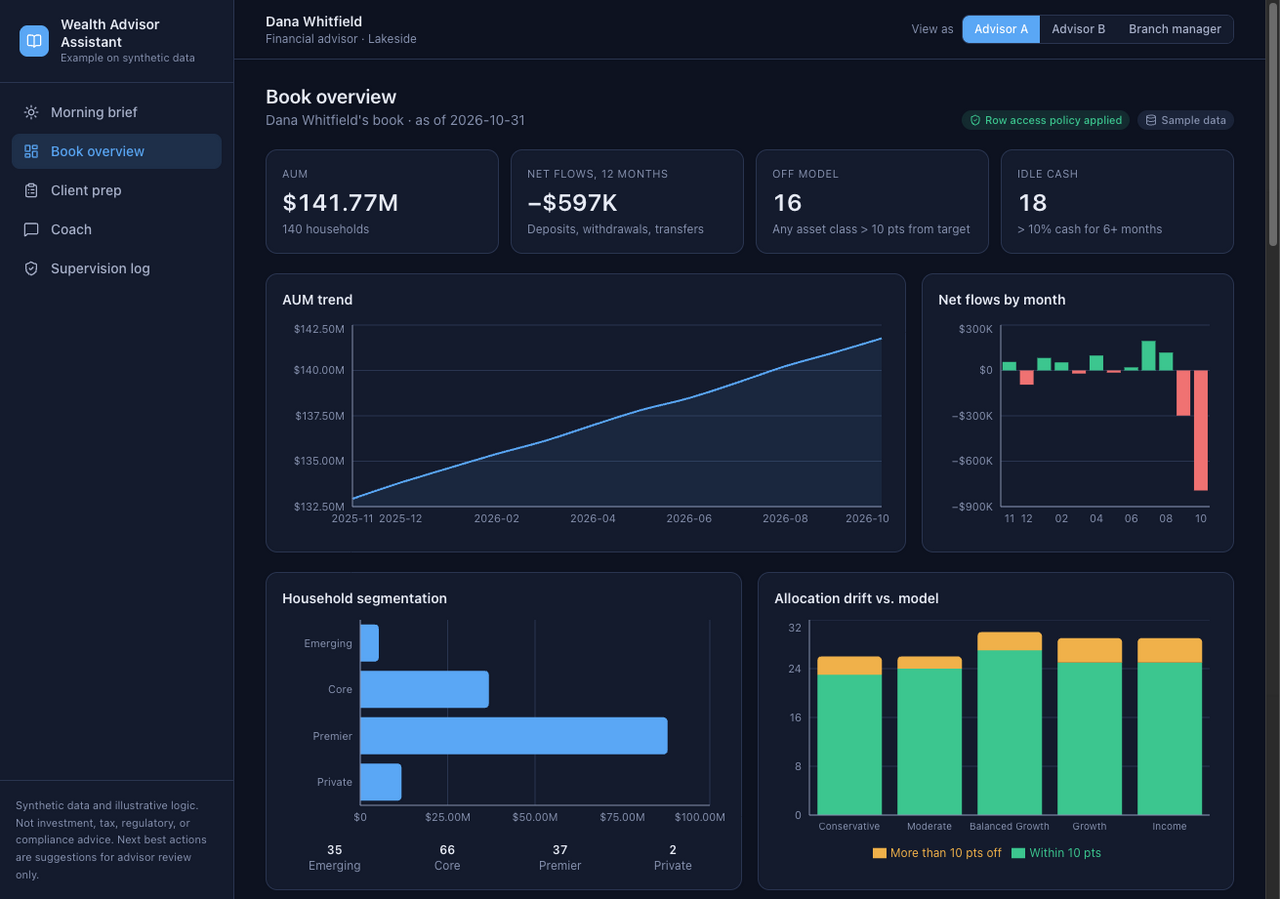 Wealth Advisor
Assistant
Example on synthetic data
Morning brief
Book overview
Client prep
Coach
Supervision log
Synthetic data and illustrative logic.
Not investment, tax, regulatory, or
compliance advice. Next best actions
are suggestions for advisor review
only.
Dana Whitfield
Financial advisor · Lakeside
View as
Advisor A
Advisor B
Branch manager
Book overview
Dana Whitfield's book · as of 2026-10-31
Row access policy applied
Sample data
AUM
$141.77M
140 households
NET FLOWS, 12 MONTHS
−$597K
Deposits, withdrawals, transfers
OFF MODEL
16
Any asset class > 10 pts from target
IDLE CASH
18
> 10% cash for 6+ months
AUM trend
$142.50M
$140.00M
$137.50M
$135.00M
$132.50M
2025-11 2025-12 2026-02 2026-04 2026-06 2026-08 2026-10
Net flows by month
$300K
$0
−$300K
−$600K
−$900K
11 12 02 04 06 08 10
Household segmentation
Emerging
Core
Premier
Private
$0 $25.00M $50.00M $75.00M $100.00M
35 66 37 2
Emerging Core Premier Private
Allocation drift vs. model
32
24
16
8
0
Conservative Moderate Balanced Growth Growth Income
More than 10 pts off Within 10 pts